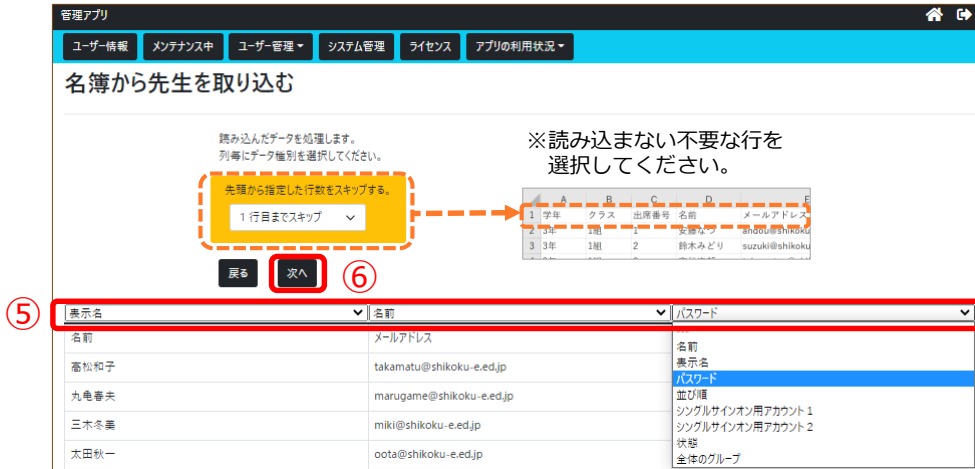 管理アプリ
ユーザー情報 メンテナンス中 ユーザー管理 システム管理 ライセンス アプリの利用状況
名簿から先生を取り込む
読み込んだデータを処理します。
列毎にデータ種別を選択してください。
※読み込まない不要な行を
選択してください。
先頭から指定した行数をスキップする。
1 行目までスキップ
A B C D E
1 学年 クラス 出席番号 名前 メールアドレス
2 3年 1組 1 安藤なつ andou@shikoku
3 3年 1組 2 鈴木みどり suzuki@shikoku
戻る 次へ ⑥
⑤ 表示名 名前 パスワード
名前 メールアドレス
高松和子 takamatu@shikoku-e.ed.jp
丸亀春夫 marugame@shikoku-e.ed.jp
三木冬美 miki@shikoku-e.ed.jp
太田秋一 oota@shikoku-e.ed.jp
---
名前
表示名
パスワード
並び順
シングルサインオン用アカウント 1
シングルサインオン用アカウント 2
状態
全体のグループ